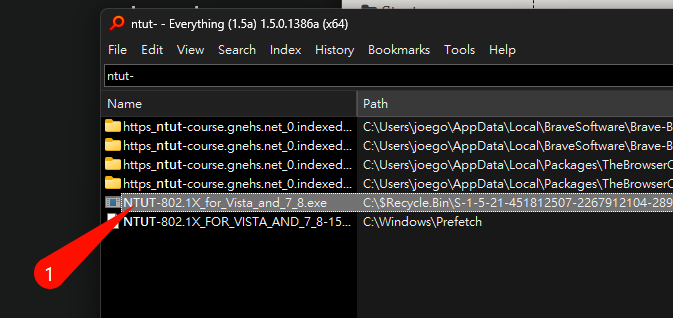 ntut- - Everything (1.5a) 1.5.0.1386a (x64)
File Edit View Search Index History Bookmarks Tools Help
ntut-
Name Path
https_ntut-course.gnehs.net_0.indexed... C:\Users\joego\AppData\Local\BraveSoftware\Brave-B
https_ntut-course.gnehs.net_0.indexed... C:\Users\joego\AppData\Local\BraveSoftware\Brave-B
https_ntut-course.gnehs.net_0.indexed... C:\Users\joego\AppData\Local\Packages\TheBrowserC
https_ntut-course.gnehs.net_0.indexed... C:\Users\joego\AppData\Local\Packages\TheBrowserC
NTUT-802.1X_for_Vista_and_7_8.exe C:\$Recycle.Bin\S-1-5-21-451812507-2267912104-289
NTUT-802.1X_FOR_VISTA_AND_7_8-15... C:\Windows\Prefetch
1